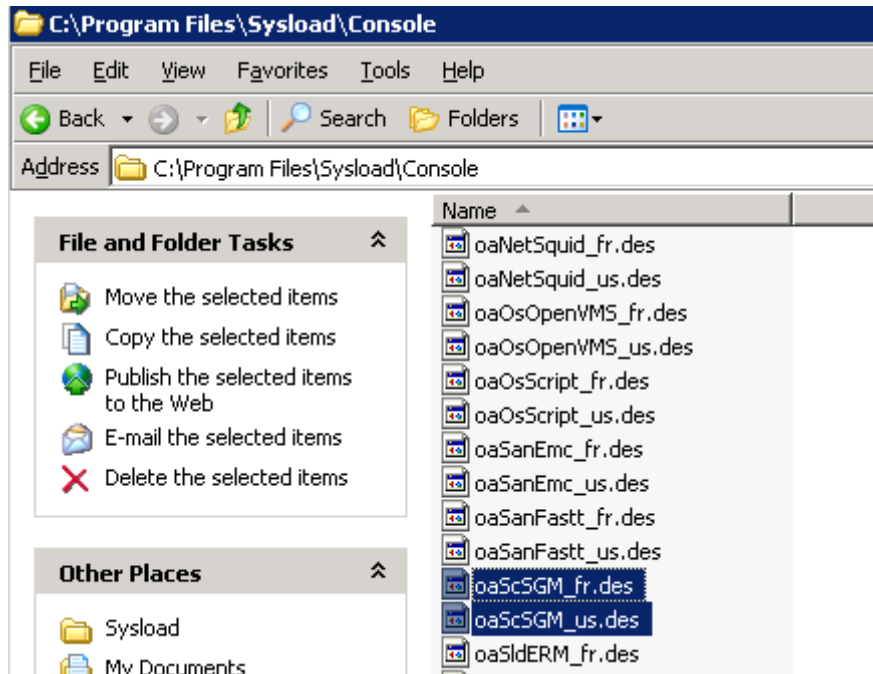 C:\Program Files\Sysload\Console
File Edit View Favorites Tools Help
Back Search Folders
Address C:\Program Files\Sysload\Console
File and Folder Tasks
Move the selected items
Copy the selected items
Publish the selected items
to the Web
E-mail the selected items
Delete the selected items
Other Places
Sysload
My Documents
Name
oaNetSquid_fr.des
oaNetSquid_us.des
oaOsOpenVMS_fr.des
oaOsOpenVMS_us.des
oaOsScript_fr.des
oaOsScript_us.des
oaSanEmc_fr.des
oaSanEmc_us.des
oaSanFastt_fr.des
oaSanFastt_us.des
oaScSGM_fr.des
oaScSGM_us.des
oaSldERM_fr.des